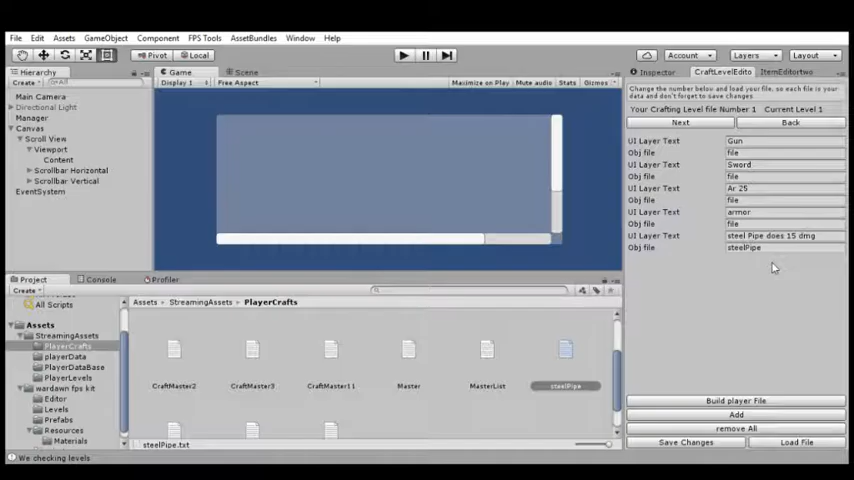 File Edit Assets GameObject Component FPS Tools AssetBundles Window Help
Pivot Local Account Layers Layout
Hierarchy
Create All
Main Camera
Directional Light
Manager
Canvas
Scroll View
Viewport
Content
Scrollbar Horizontal
Scrollbar Vertical
EventSystem
Game Scene
Display 1 Free Aspect Maximize on Play Mute audio Stats Gizmos
Inspector CraftLevelEdito ItemEditortwo
Change the number below and load your file, so each file is your
data and don't forget to save changes
Your Crafting Level file Number 1 Current Level 1
Next Back
UI Layer Text Gun
Obj file file
UI Layer Text Sword
Obj file file
UI Layer Text Ar 25
Obj file file
UI Layer Text armor
Obj file file
UI Layer Text steel Pipe does 15 dmg
Obj file steelPipe
Build player File
Add
remove All
Save Changes Load File
Project Console Profiler
Create
All Scripts
Assets
StreamingAssets
PlayerCrafts
playerData
PlayerDataBase
PlayerLevels
wardawn fps kit
Editor
Levels
Prefabs
Resources
Materials
Assets StreamingAssets PlayerCrafts
CraftMaster2 CraftMaster3 CraftMaster11 Master MasterList steelPipe
steelPipe.txt
We checking levels